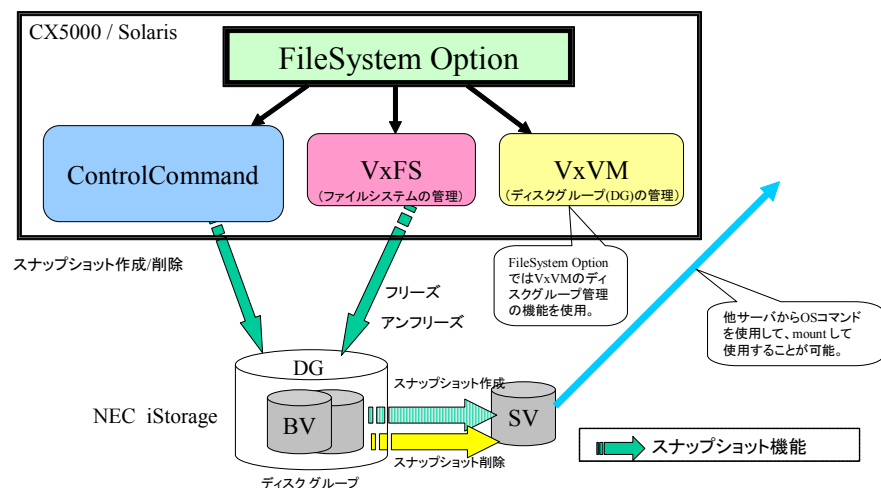 CX5000 / Solaris
FileSystem Option
ControlCommand
VxFS
(ファイルシステムの管理)
VxVM
(ディスクグループ(DG)の管理)
スナップショット作成/削除
FileSystem Option
ではVxVMのディ
スクグループ管理
の機能を使用。
フリーズ
アンフリーズ
他サーバからOSコマンド
を使用して、mount して
使用することが可能。
DG
スナップショット作成
NEC iStorage
BV
SV
スナップショット削除
スナップショット機能
ディスク グループ